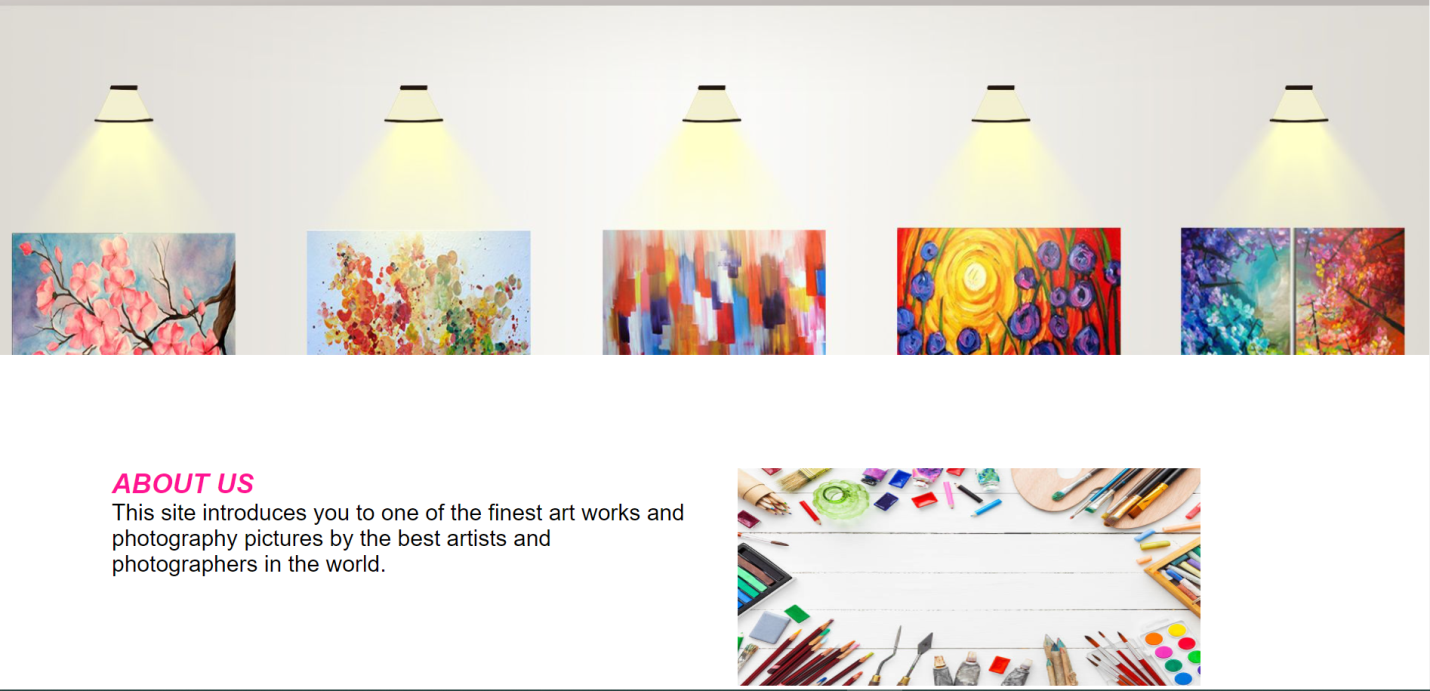 ABOUT US
This site introduces you to one of the finest art works and
photography pictures by the best artists and
photographers in the world.